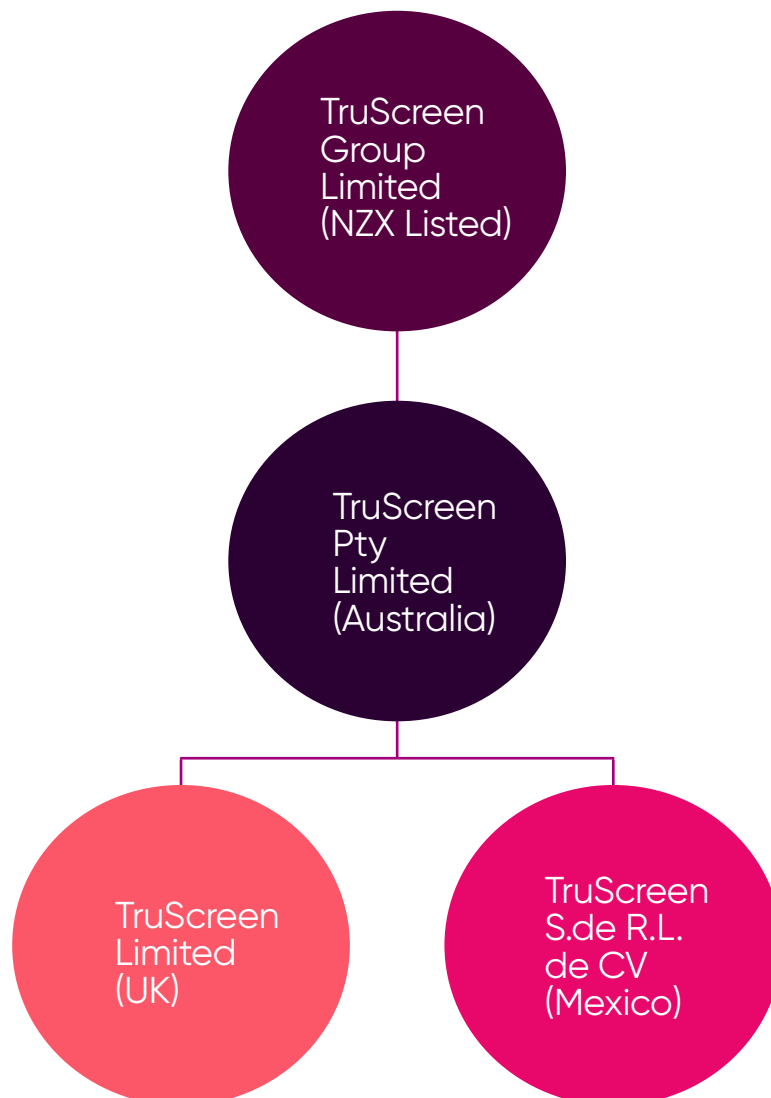 TruScreen
Group
Limited
(NZX Listed)
TruScreen
Pty
Limited
(Australia)
TruScreen
Limited
(UK)
TruScreen
S.de R.L.
de CV
(Mexico)